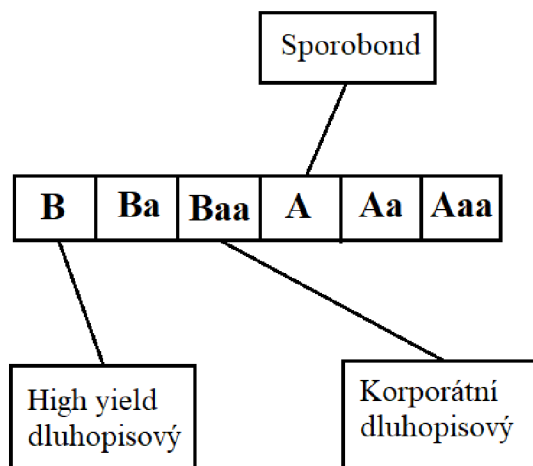 Sporobond
B Ba Baa A Aa Aaa
High yield
dluhopisový
Korporátní
dluhopisový